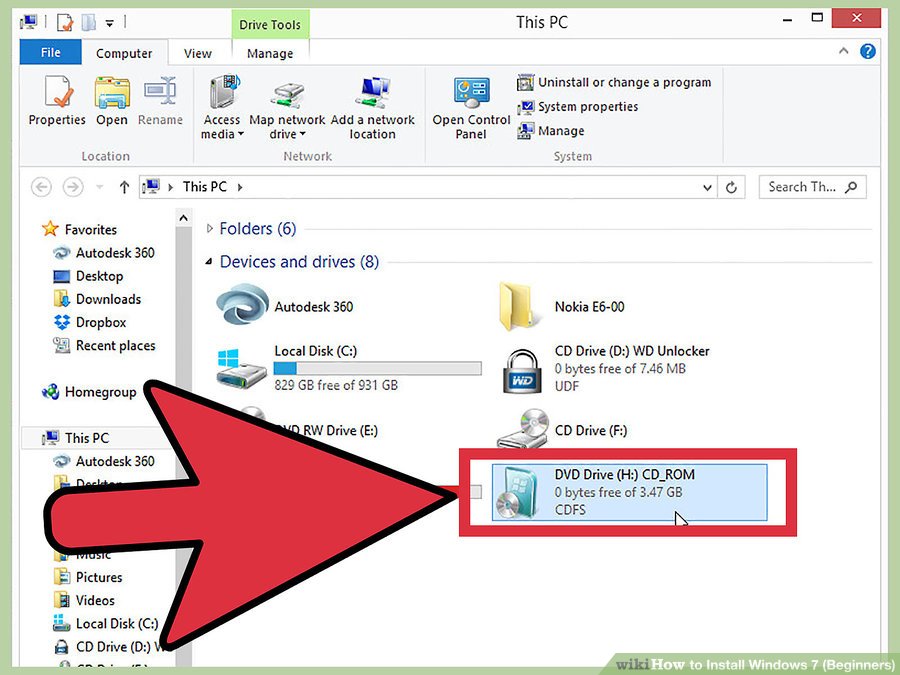 Drive Tools
This PC
File
Computer
View
Manage
Properties
Open
Rename
Access media
Map network drive
Add a network location
Open Control Panel
Uninstall or change a program
System properties
Manage
Location
Network
System
This PC
Search Th...
Favorites
Autodesk 360
Desktop
Downloads
Dropbox
Recent places
Homegroup
This PC
Autodesk 360
Desktop
Music
Pictures
Videos
Local Disk (C:)
CD Drive (D:) W
CD Drive (F:)
Folders (6)
Devices and drives (8)
Autodesk 360
Nokia E6-00
Local Disk (C:)
829 GB free of 931 GB
CD Drive (D:) WD Unlocker
0 bytes free of 7.46 MB
UDF
WD
DVD RW Drive (E:)
CD Drive (F:)
DVD Drive (H:) CD_ROM
0 bytes free of 3.47 GB
CDFS
wikiHow to Install Windows 7 (Beginners)